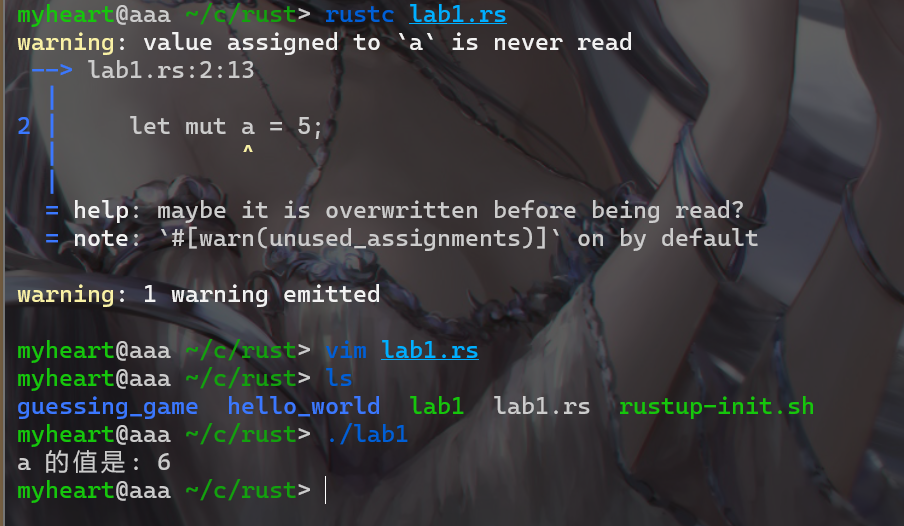 myheart@aaa ~/c/rust> rustc lab1.rs
warning: value assigned to `a` is never read
 --> lab1.rs:2:13
  |
2 |     let mut a = 5;
  |             ^
  |
  = help: maybe it is overwritten before being read?
  = note: `#[warn(unused_assignments)]` on by default

warning: 1 warning emitted

myheart@aaa ~/c/rust> vim lab1.rs
myheart@aaa ~/c/rust> ls
guessing_game  hello_world  lab1  lab1.rs  rustup-init.sh
myheart@aaa ~/c/rust> ./lab1
a 的值是: 6
myheart@aaa ~/c/rust>